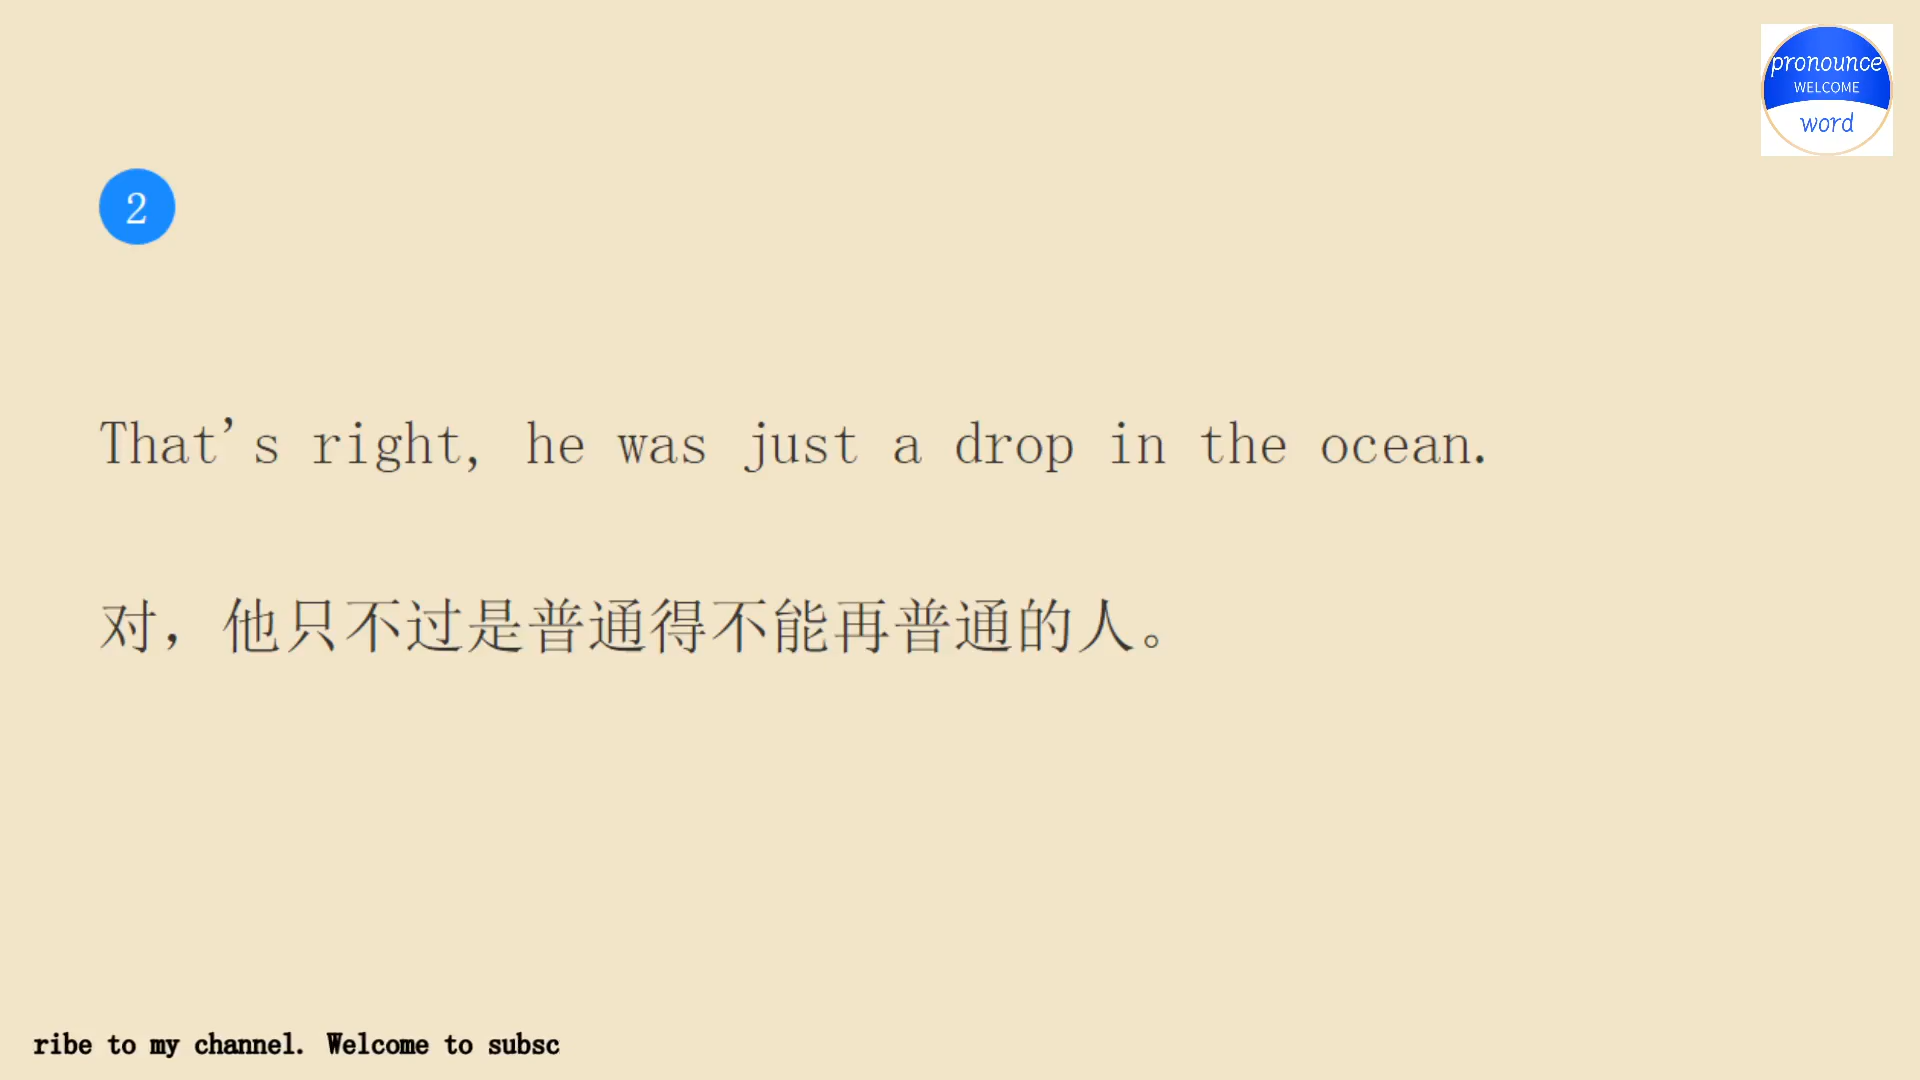 pronounce
WELCOME
word
2
That's right, he was just a drop in the ocean.
对，他只不过是普通得不能再普通的人。
ribe to my channel. Welcome to subsc